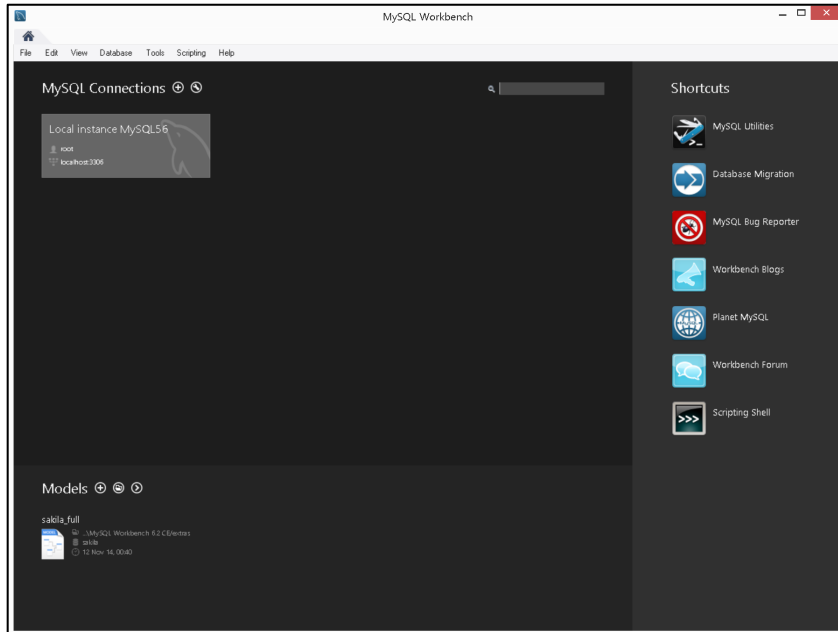 MySQL Workbench
File Edit View Database Tools Scripting Help
MySQL Connections
Local instance MySQL56
root
localhost:3306
Shortcuts
MySQL Utilities
Database Migration
MySQL Bug Reporter
Workbench Blogs
Planet MySQL
Workbench Forum
Scripting Shell
Models
sakila_full
...\MySQL Workbench 6.2 CE/extras
sakila
12 Nov 14, 00:40